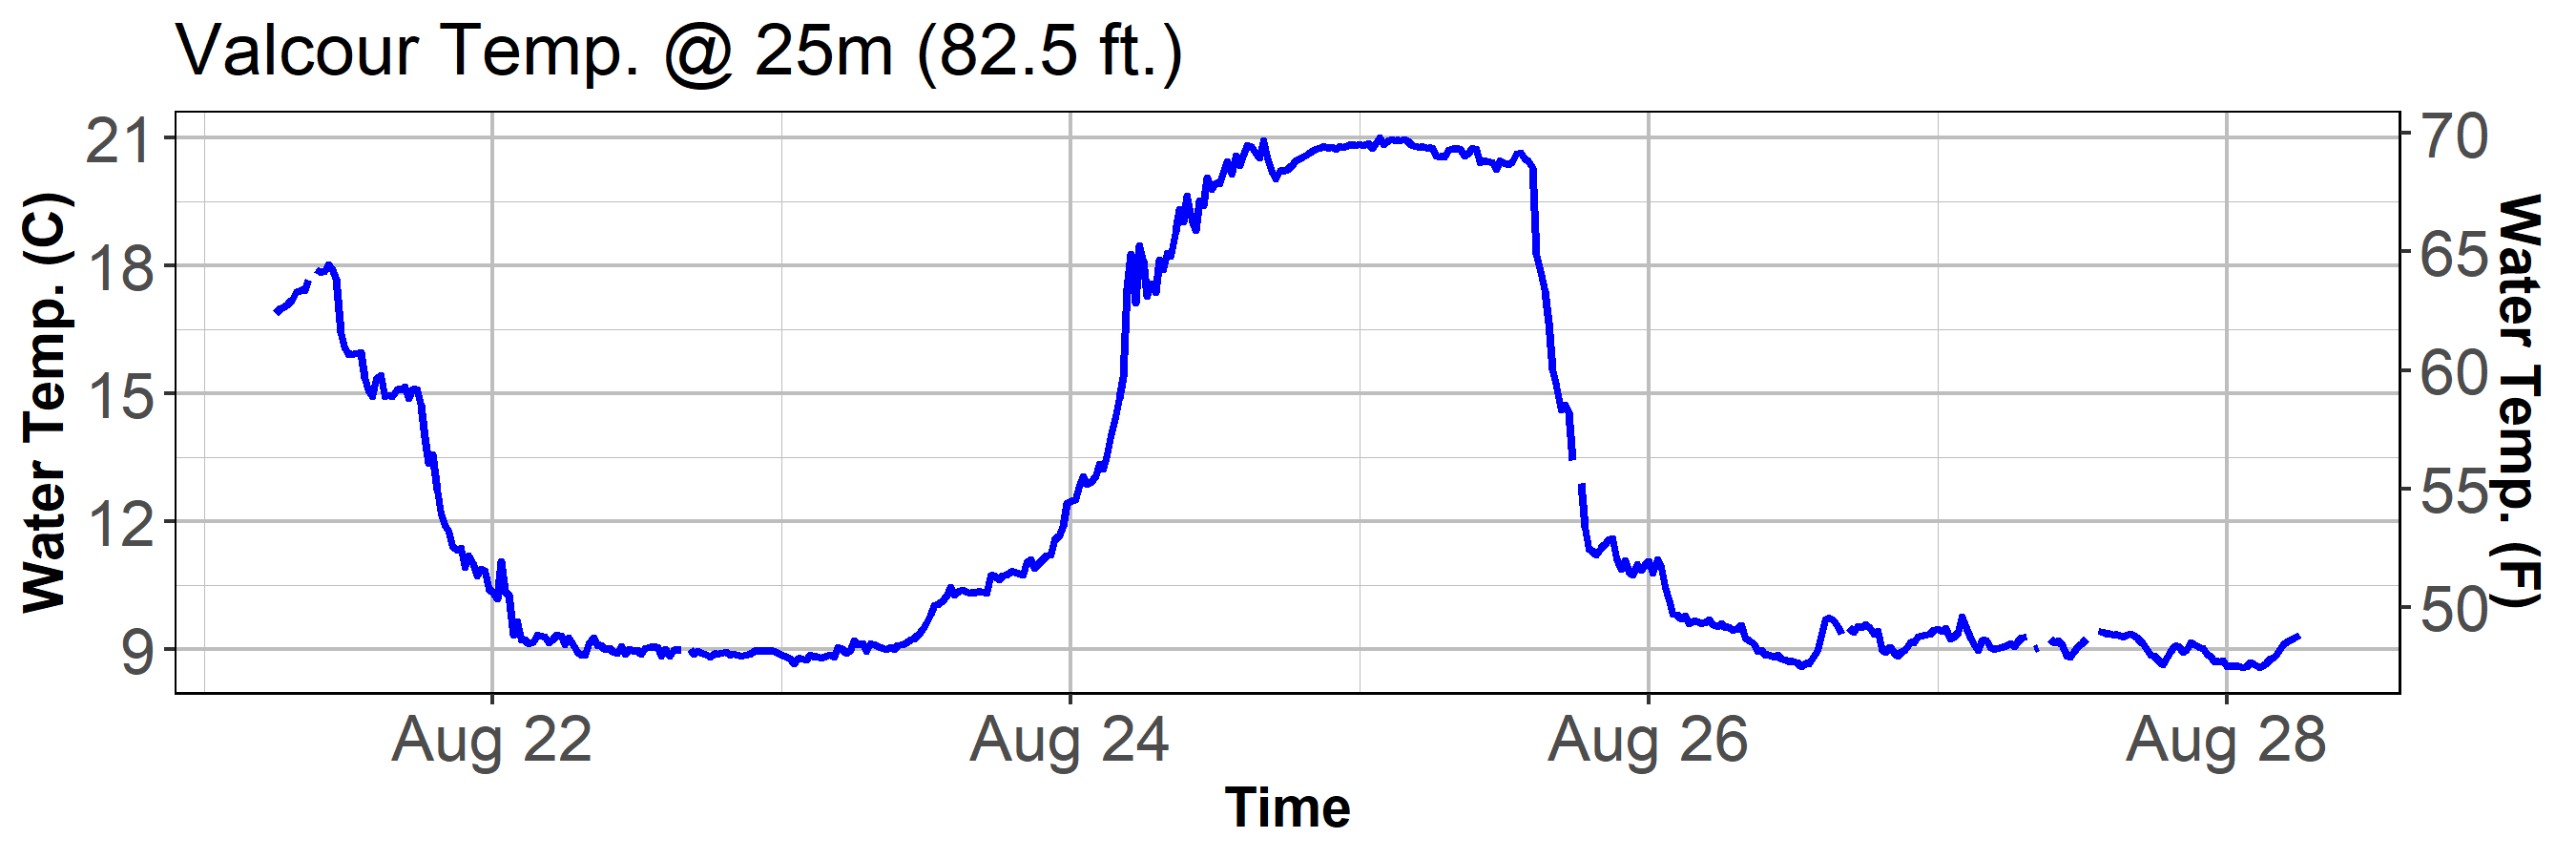 Valcour Temp. @ 25m (82.5 ft.)
Water Temp. (C)
21
18
15
12
9
70
65
60
55
50
Water Temp. (F)
Aug 22 Aug 24 Aug 26 Aug 28
Time